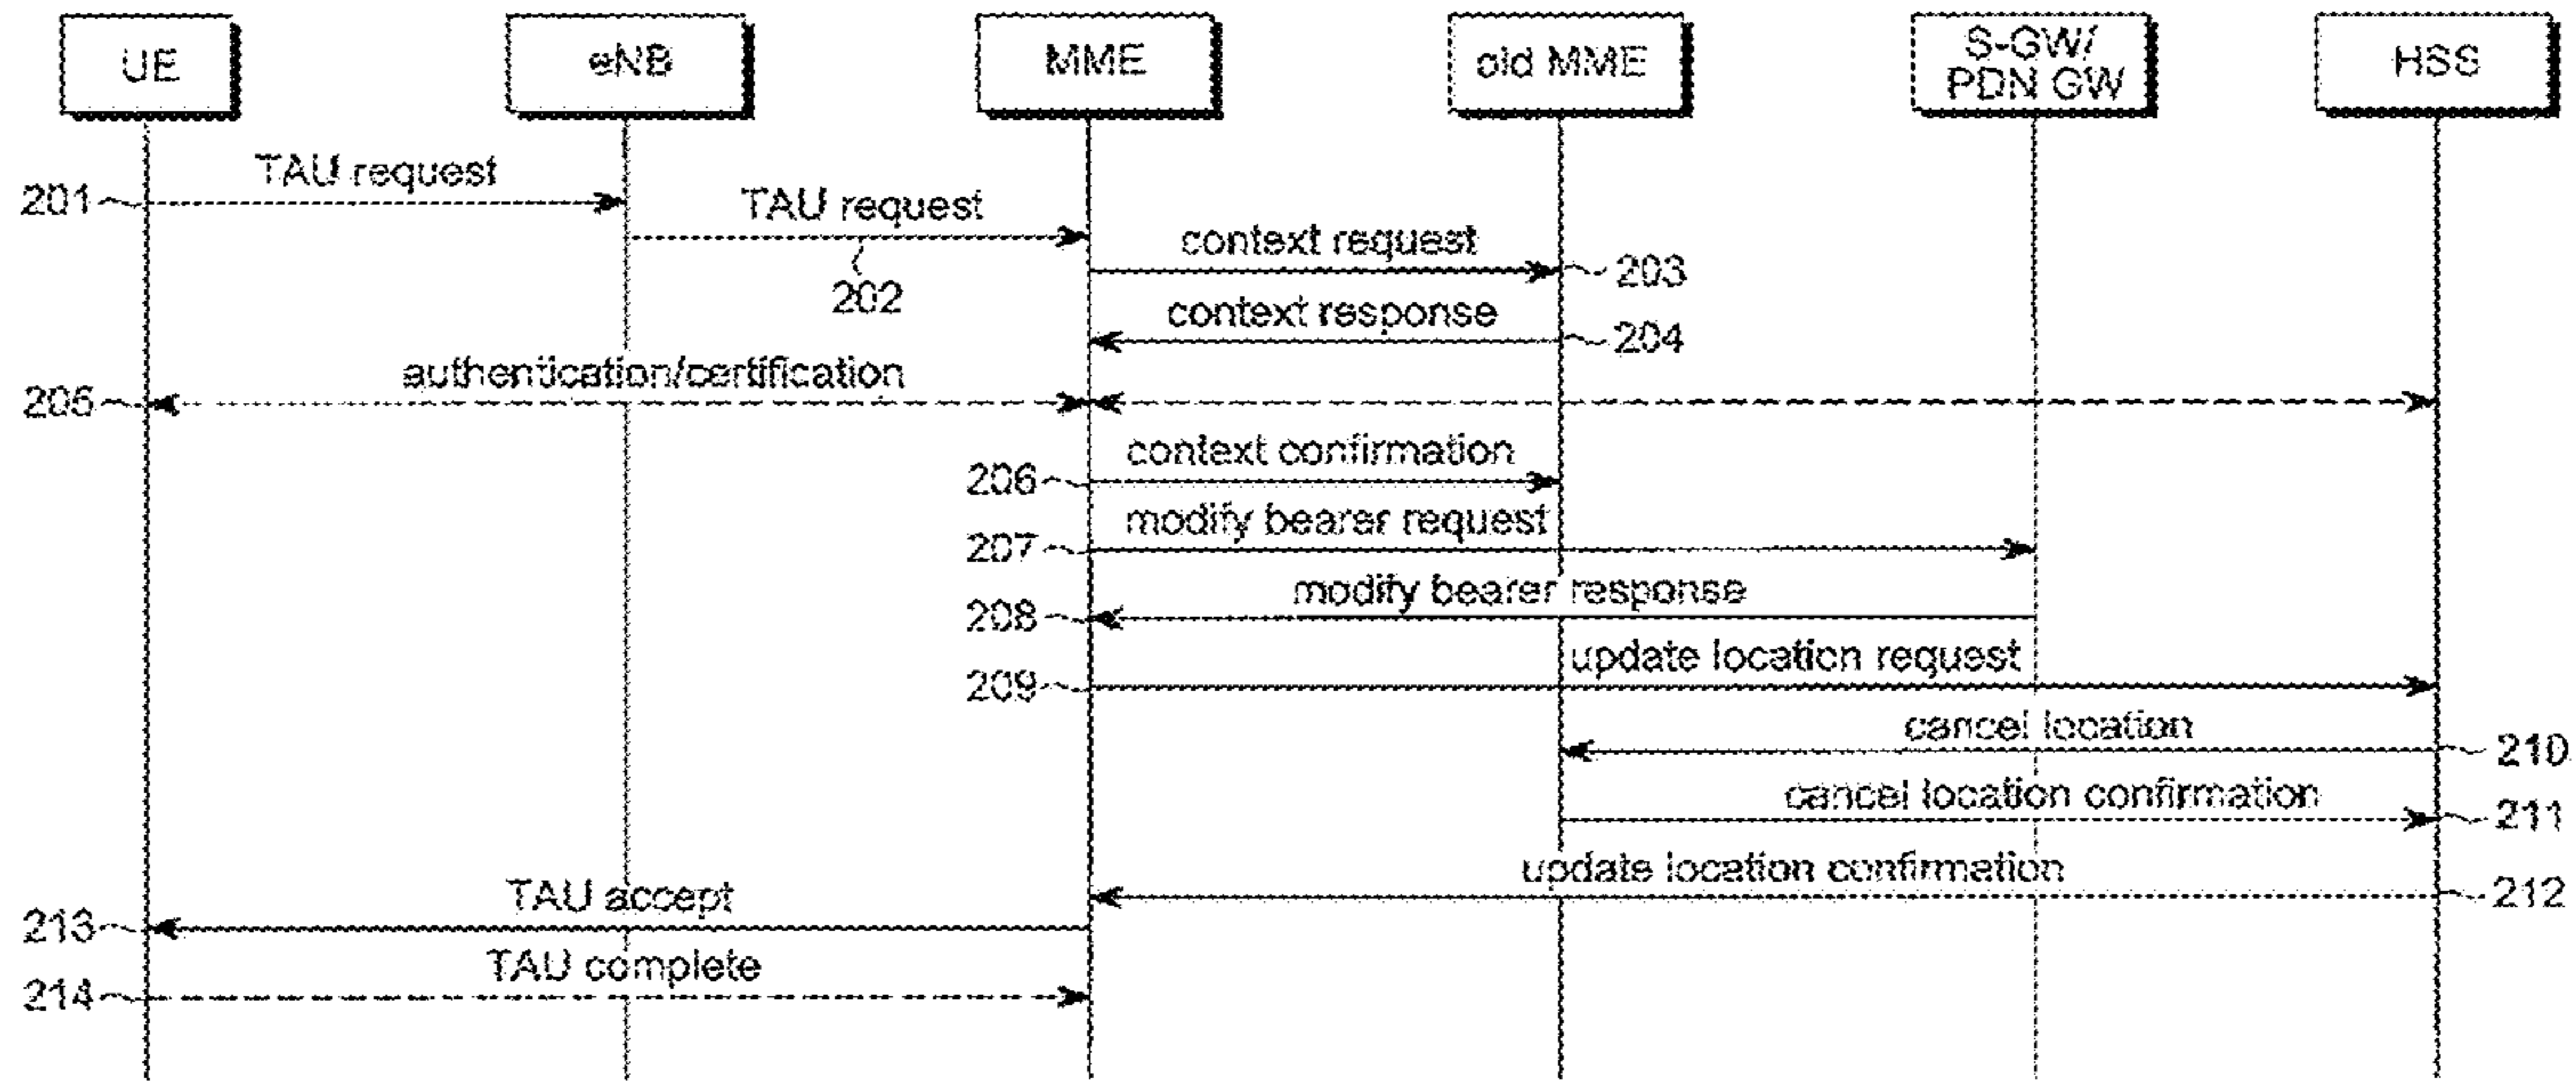 UE
eNB
MME
old MME
S-GW/
PDN GW
HSS
TAU request
201
TAU request
202
context request
203
context response
204
authentication/certification
205
context confirmation
206
modify bearer request
207
modify bearer response
208
update location request
209
cancel location
210
cancel location confirmation
211
update location confirmation
212
TAU accept
213
TAU complete
214